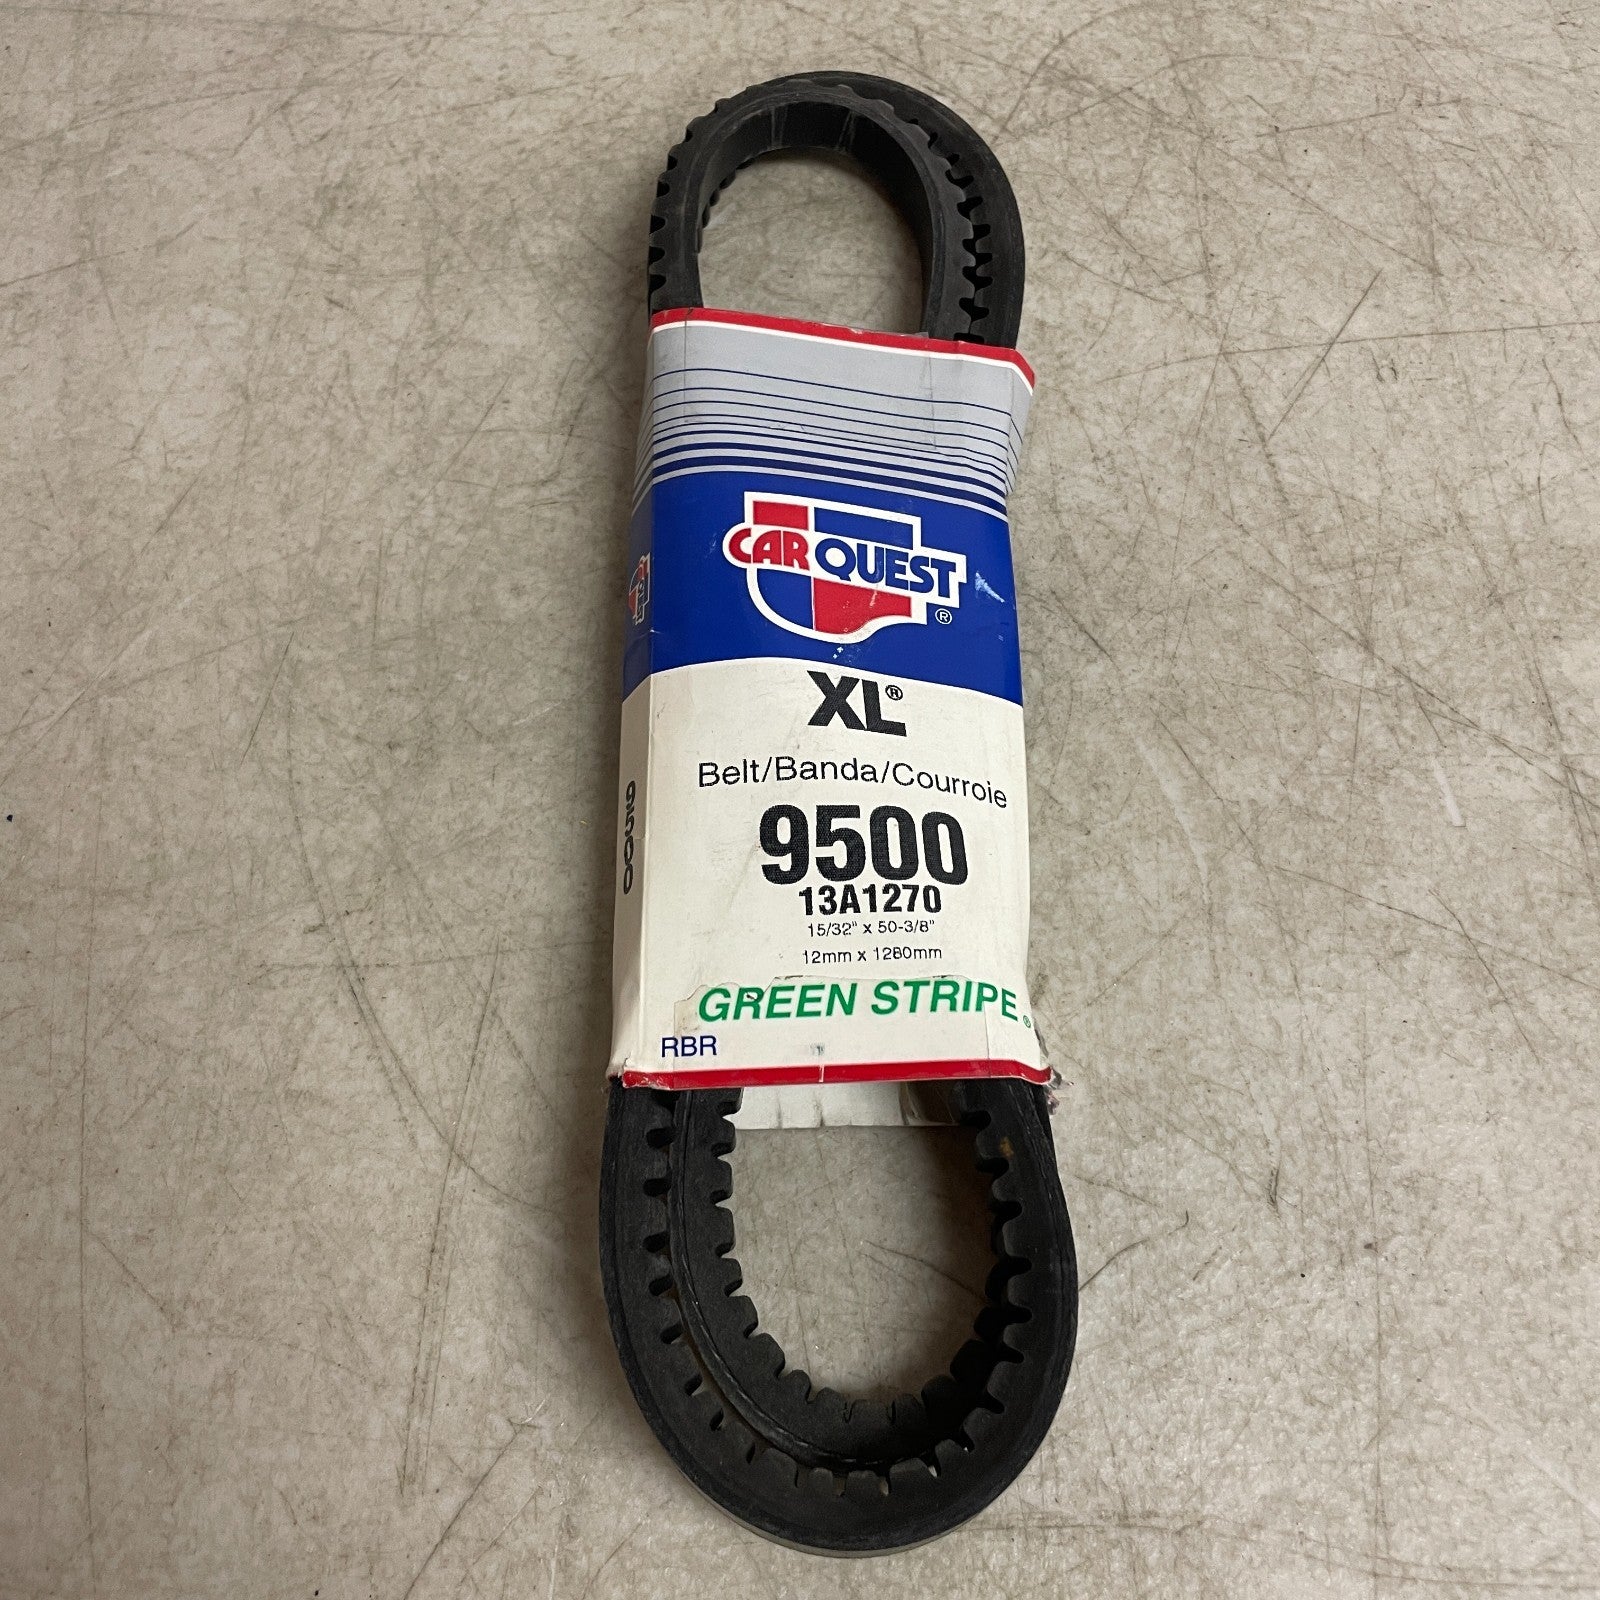 CARQUEST®
XL®
Belt/Banda/Courroie
9500
13A1270
15/32" x 50-3/8"
12mm x 1280mm
GREEN STRIPE®
RBR
9500